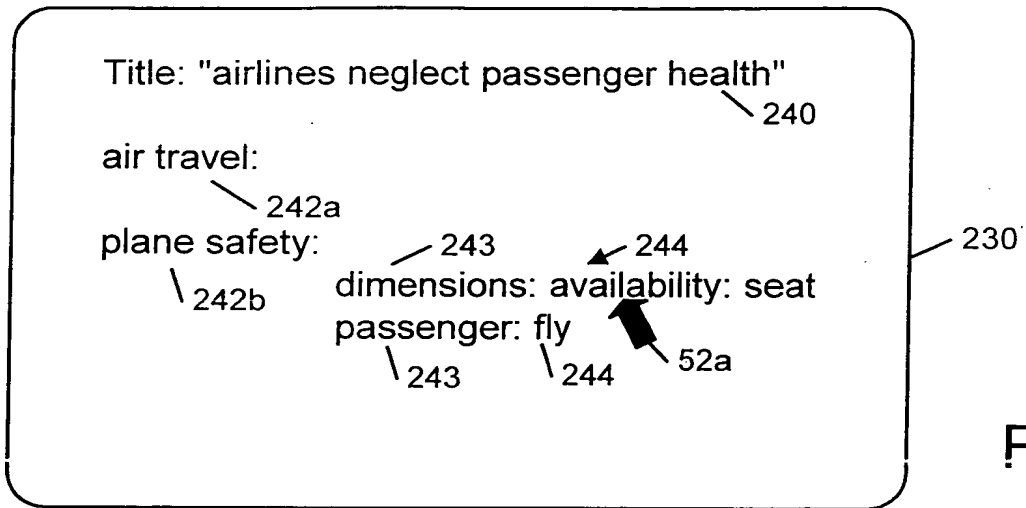 Title: "airlines neglect passenger health"
240
air travel:
242a
plane safety:
243
244
230
242b
dimensions: availability: seat
passenger: fly
243
244
52a